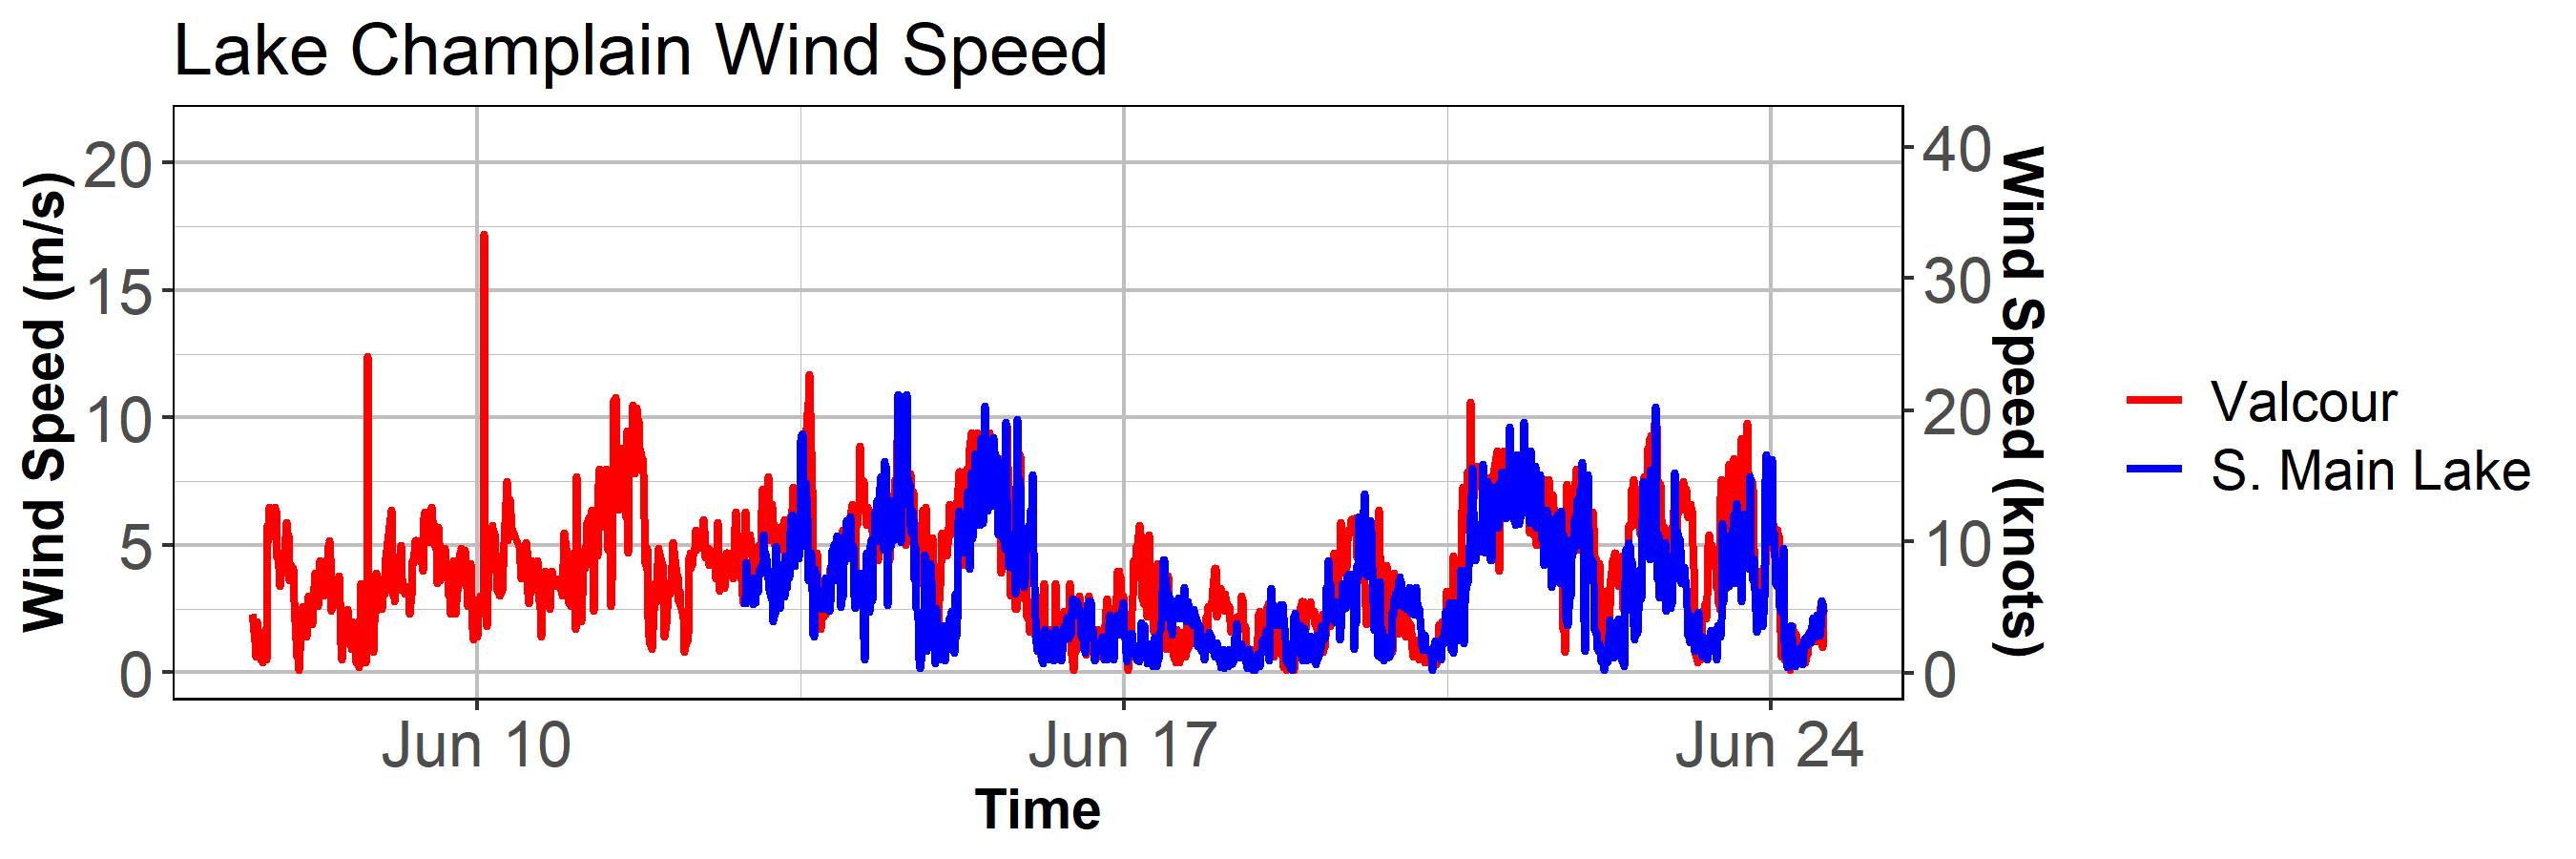 Lake Champlain Wind Speed
Wind Speed (m/s)
20
15
10
5
0
40
30
20
10
0
Wind Speed (knots)
Jun 10
Jun 17
Jun 24
Time
Valcour
S. Main Lake